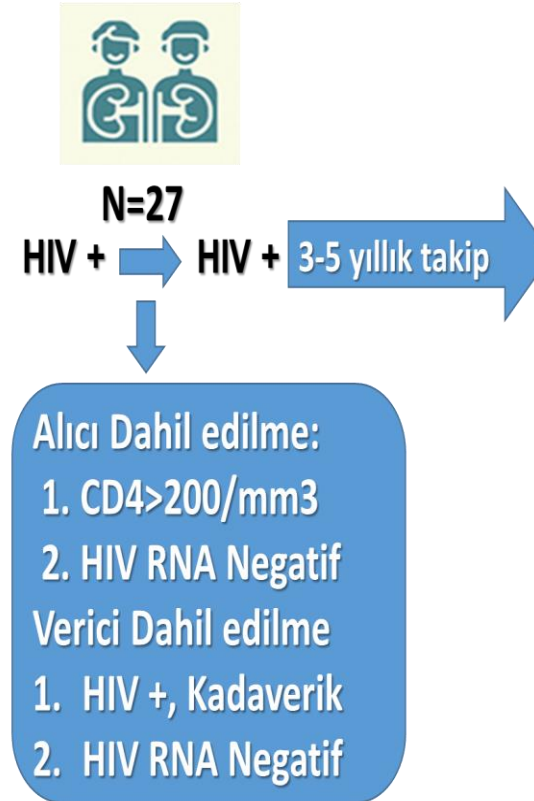 N=27
HIV + HIV + 3-5 yıllık takip
Alıcı Dahil edilme:
1. CD4>200/mm3
2. HIV RNA Negatif
Verici Dahil edilme
1. HIV +, Kadaverik
2. HIV RNA Negatif